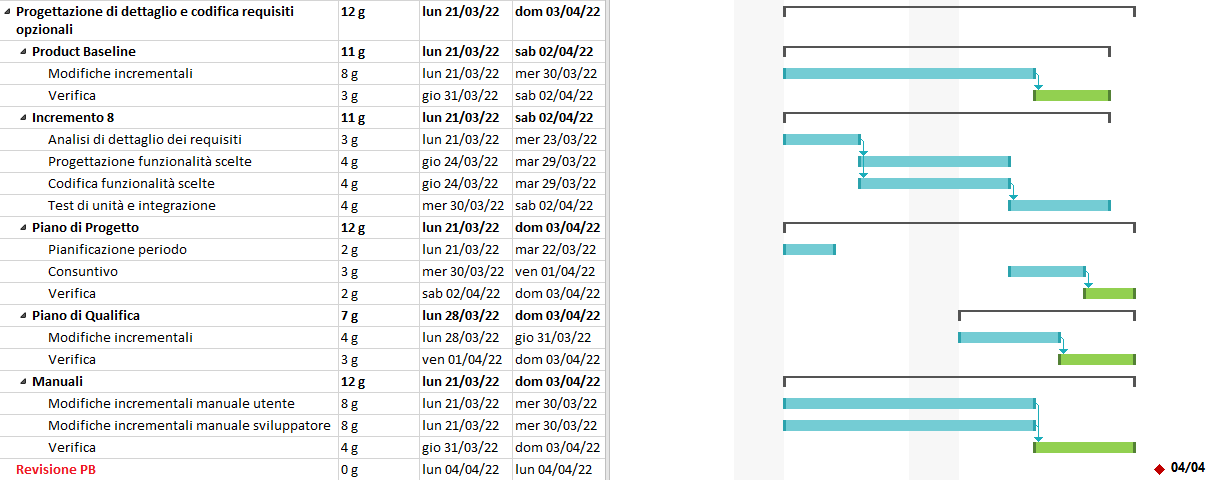 Progettazione di dettaglio e codifica requisiti opzionali 12 g lun 21/03/22 dom 03/04/22
Product Baseline 11 g lun 21/03/22 sab 02/04/22
Modifiche incrementali 8 g lun 21/03/22 mer 30/03/22
Verifica 3 g gio 31/03/22 sab 02/04/22
Incremento 8 11 g lun 21/03/22 sab 02/04/22
Analisi di dettaglio dei requisiti 3 g lun 21/03/22 mer 23/03/22
Progettazione funzionalità scelte 4 g gio 24/03/22 mar 29/03/22
Codifica funzionalità scelte 4 g gio 24/03/22 mar 29/03/22
Test di unità e integrazione 4 g mer 30/03/22 sab 02/04/22
Piano di Progetto 12 g lun 21/03/22 dom 03/04/22
Pianificazione periodo 2 g lun 21/03/22 mar 22/03/22
Consuntivo 3 g mer 30/03/22 ven 01/04/22
Verifica 2 g sab 02/04/22 dom 03/04/22
Piano di Qualifica 7 g lun 28/03/22 dom 03/04/22
Modifiche incrementali 4 g lun 28/03/22 gio 31/03/22
Verifica 3 g ven 01/04/22 dom 03/04/22
Manuali 12 g lun 21/03/22 dom 03/04/22
Modifiche incrementali manuale utente 8 g lun 21/03/22 mer 30/03/22
Modifiche incrementali manuale sviluppatore 8 g lun 21/03/22 mer 30/03/22
Verifica 4 g gio 31/03/22 dom 03/04/22
Revisione PB 0 g lun 04/04/22 lun 04/04/22 04/04